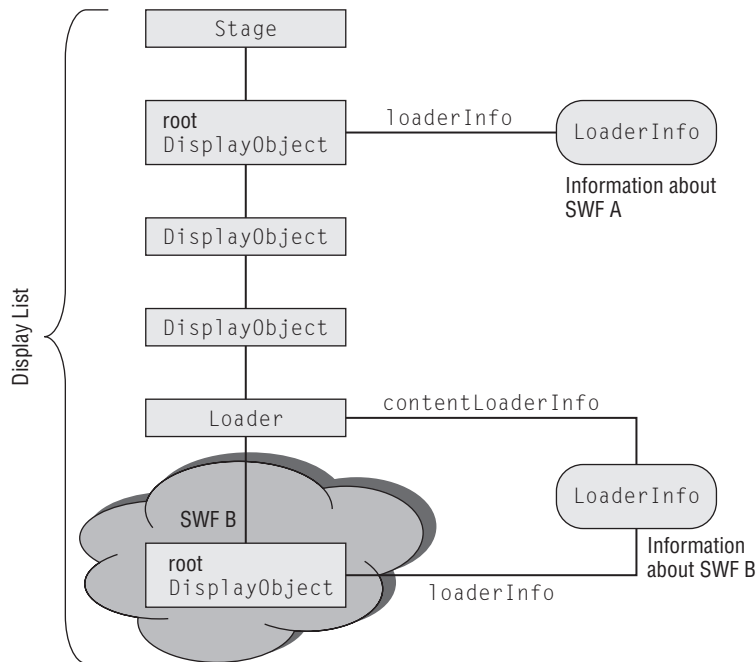 Stage
root
DisplayObject
loaderInfo
LoaderInfo
Information about
SWF A
DisplayObject
DisplayObject
Display List
Loader
contentLoaderInfo
LoaderInfo
SWF B
Information
about SWF B
root
DisplayObject
loaderInfo